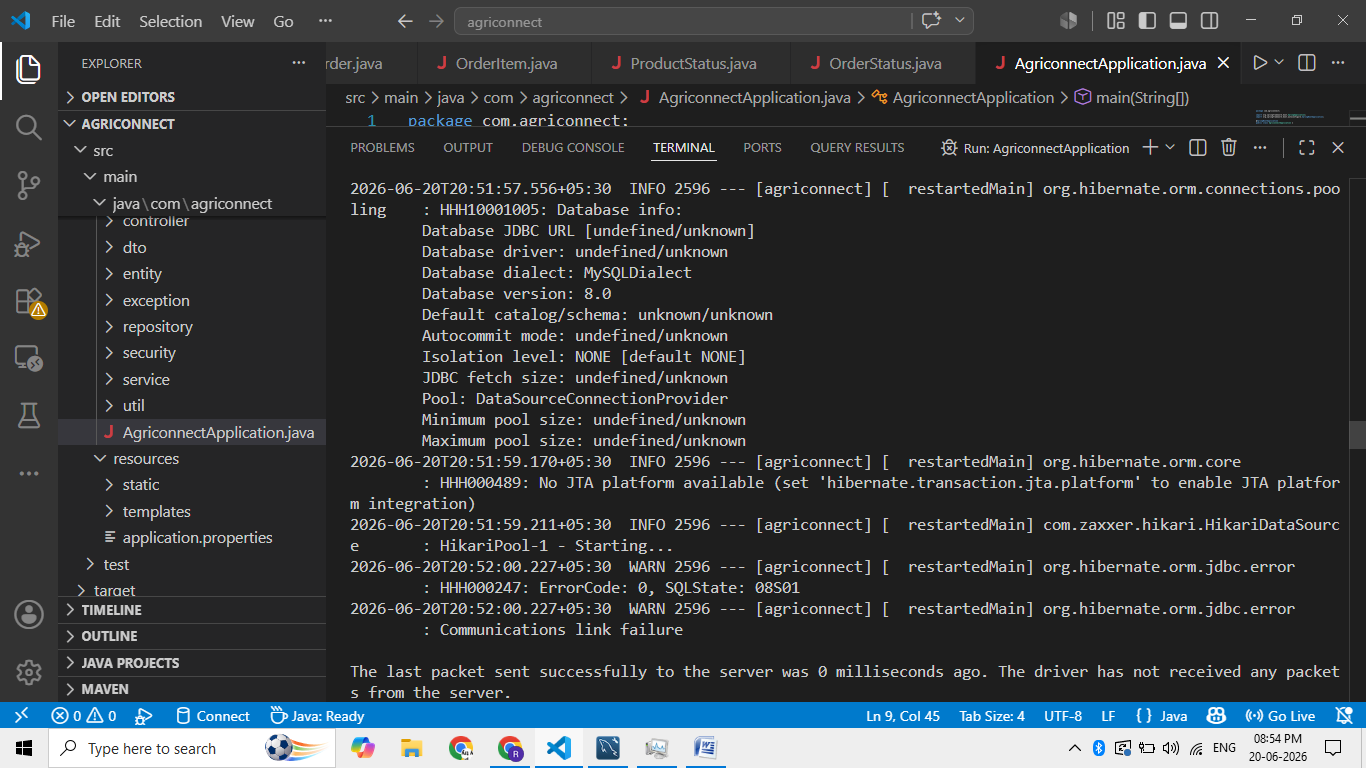 File Edit Selection View Go ··· agriconnect
EXPLORER
OPEN EDITORS
AGRICONNECT
src
main
java\com\agriconnect
controller
dto
entity
exception
repository
security
service
util
AgriconnectApplication.java
resources
static
templates
application.properties
test
target
TIMELINE
OUTLINE
JAVA PROJECTS
MAVEN
rder.java OrderItem.java ProductStatus.java OrderStatus.java AgriconnectApplication.java
src > main > java > com > agriconnect > AgriconnectApplication.java > AgriconnectApplication > main(String[])
1 package com.agriconnect;
PROBLEMS OUTPUT DEBUG CONSOLE TERMINAL PORTS QUERY RESULTS Run: AgriconnectApplication
2026-06-20T20:51:57.556+05:30  INFO 2596 --- [agriconnect] [  restartedMain] org.hibernate.orm.connections.poo
ling    : HHH10001005: Database info:
Database JDBC URL [undefined/unknown]
Database driver: undefined/unknown
Database dialect: MySQLDialect
Database version: 8.0
Default catalog/schema: unknown/unknown
Autocommit mode: undefined/unknown
Isolation level: NONE [default NONE]
JDBC fetch size: undefined/unknown
Pool: DataSourceConnectionProvider
Minimum pool size: undefined/unknown
Maximum pool size: undefined/unknown
2026-06-20T20:51:59.170+05:30  INFO 2596 --- [agriconnect] [  restartedMain] org.hibernate.orm.core
: HHH000489: No JTA platform available (set 'hibernate.transaction.jta.platform' to enable JTA platfor
m integration)
2026-06-20T20:51:59.211+05:30  INFO 2596 --- [agriconnect] [  restartedMain] com.zaxxer.hikari.HikariDataSourc
e       : HikariPool-1 - Starting...
2026-06-20T20:52:00.227+05:30  WARN 2596 --- [agriconnect] [  restartedMain] org.hibernate.orm.jdbc.error
: HHH000247: ErrorCode: 0, SQLState: 08S01
2026-06-20T20:52:00.227+05:30  WARN 2596 --- [agriconnect] [  restartedMain] org.hibernate.orm.jdbc.error
: Communications link failure
The last packet sent successfully to the server was 0 milliseconds ago. The driver has not received any packet
s from the server.
0 0 Connect Java: Ready Ln 9, Col 45 Tab Size: 4 UTF-8 LF {} Java Go Live
Type here to search ENG 08:54 PM
20-06-2026